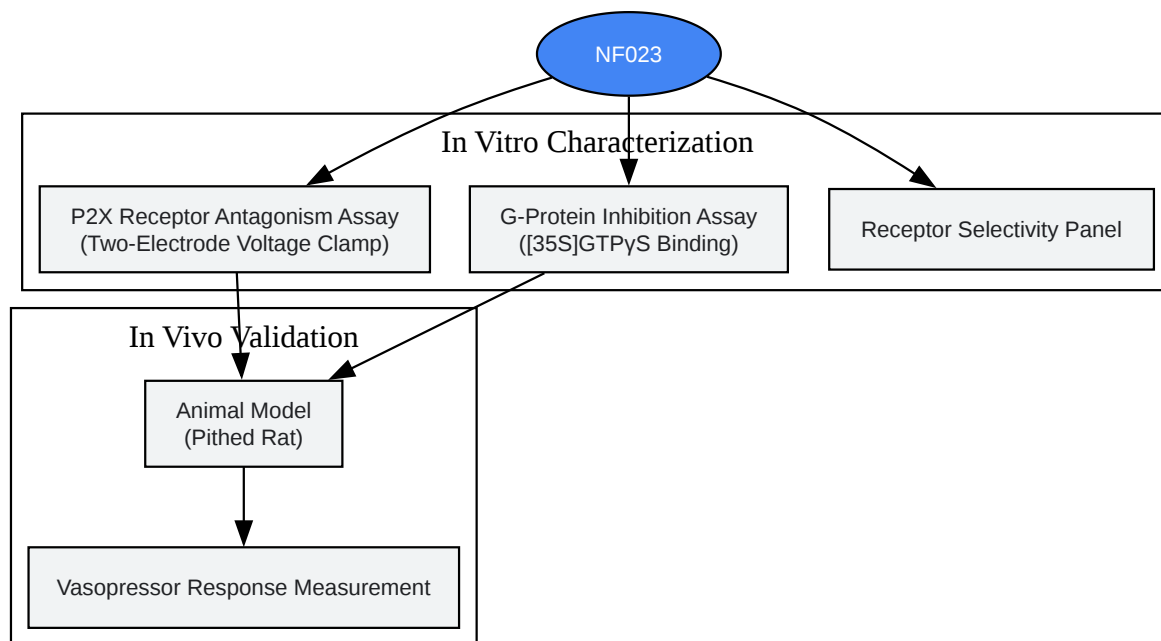 NF023
In Vitro Characterization
P2X Receptor Antagonism Assay
(Two-Electrode Voltage Clamp)
G-Protein Inhibition Assay
([35S]GTPγS Binding)
Receptor Selectivity Panel
In Vivo Validation
Animal Model
(Pithed Rat)
Vasopressor Response Measurement